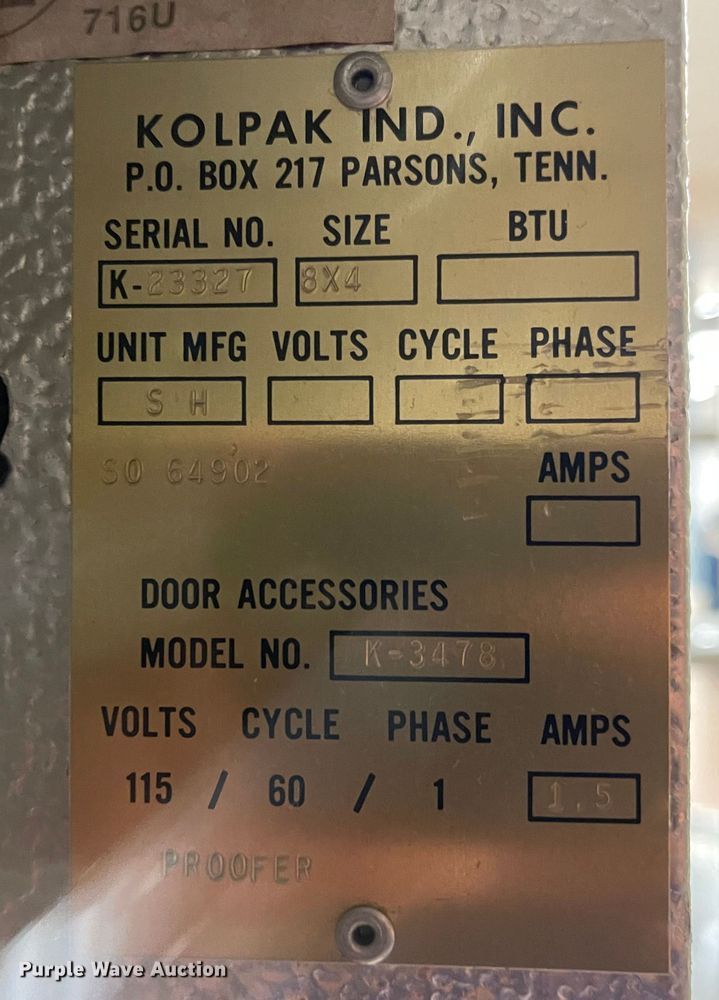 716U
KOLPAK IND., INC.
P.O. BOX 217 PARSONS, TENN.
SERIAL NO. SIZE BTU
K-23327 8X4
UNIT MFG VOLTS CYCLE PHASE
S H
SO 64902 AMPS
DOOR ACCESSORIES
MODEL NO. K-3478
VOLTS CYCLE PHASE AMPS
115 / 60 / 1 1.5
PROOFER
Purple Wave Auction